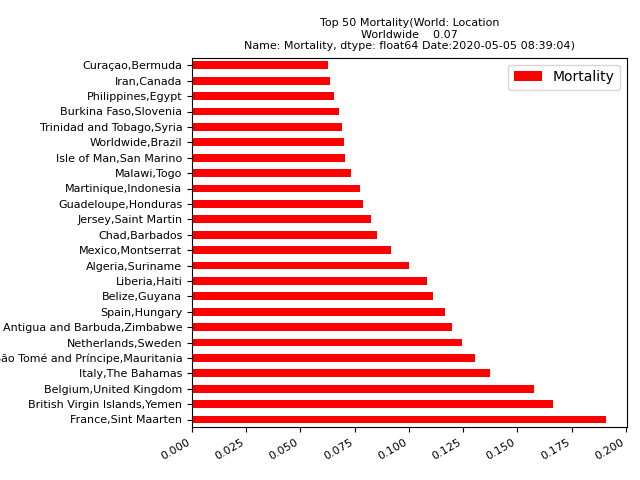 Top 50 Mortality(World: Location
Worldwide    0.07
Name: Mortality, dtype: float64 Date:2020-05-05 08:39:04)
Mortality
Curaçao,Bermuda
Iran,Canada
Philippines,Egypt
Burkina Faso,Slovenia
Trinidad and Tobago,Syria
Worldwide,Brazil
Isle of Man,San Marino
Malawi,Togo
Martinique,Indonesia
Guadeloupe,Honduras
Jersey,Saint Martin
Chad,Barbados
Mexico,Montserrat
Algeria,Suriname
Liberia,Haiti
Belize,Guyana
Spain,Hungary
Antigua and Barbuda,Zimbabwe
Netherlands,Sweden
ão Tomé and Príncipe,Mauritania
Italy,The Bahamas
Belgium,United Kingdom
British Virgin Islands,Yemen
France,Sint Maarten
0.000 0.025 0.050 0.075 0.100 0.125 0.150 0.175 0.200